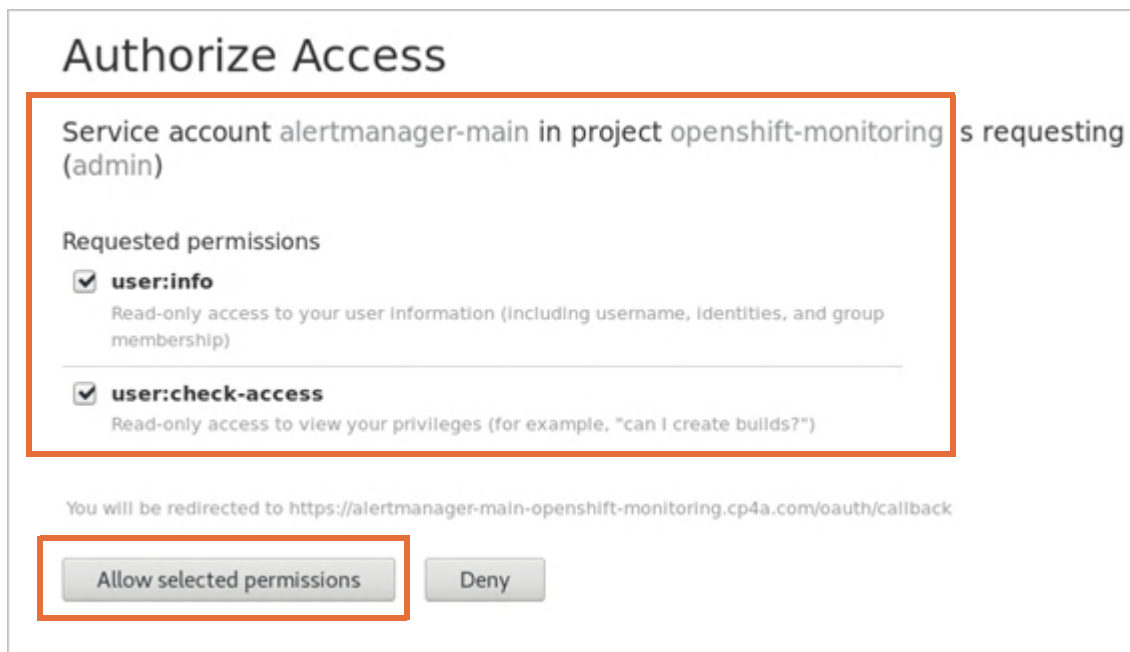 Authorize Access
Service account alertmanager-main in project openshift-monitoring s requesting
(admin)
Requested permissions
user:info
Read-only access to your user information (including username, identities, and group
membership)
user:check-access
Read-only access to view your privileges (for example, "can I create builds?")
You will be redirected to https://alertmanager-main-openshift-monitoring.cp4a.com/oauth/callback
Allow selected permissions Deny